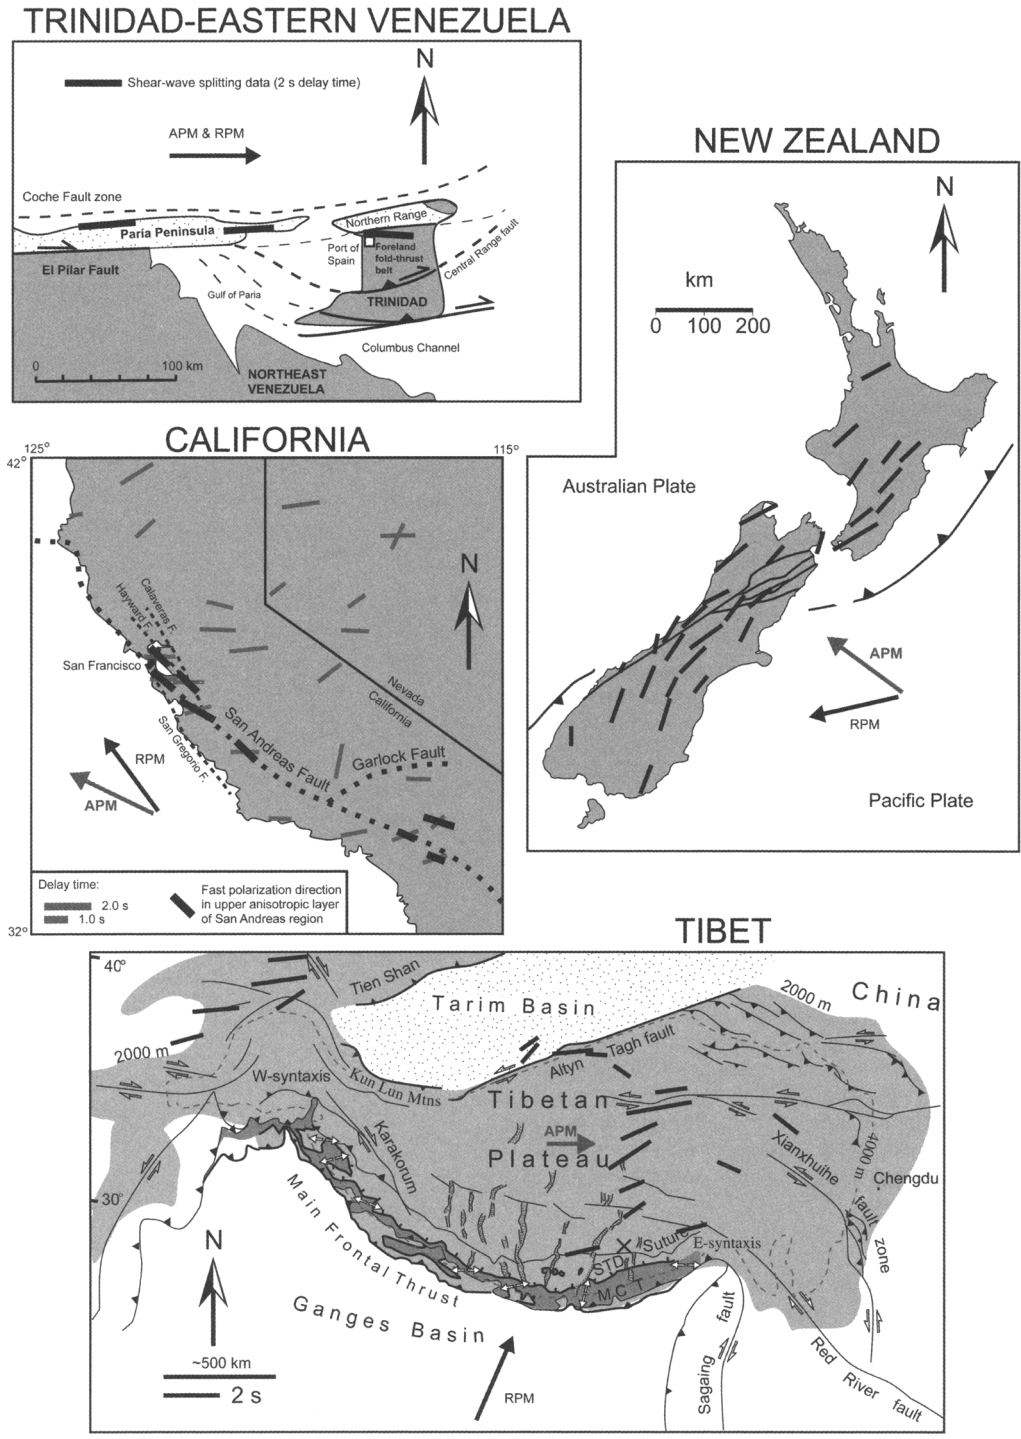 TRINIDAD-EASTERN VENEZUELA
N
Shear-wave splitting data (2 s delay time)
APM & RPM
Coche Fault zone
Northern Range
Paria Peninsula
Port of
Spain
Foreland
fold-thrust
belt
Central Range fault
El Pilar Fault
Gulf of Paria
TRINIDAD
Columbus Channel
0
100 km
NORTHEAST
VENEZUELA
NEW ZEALAND
N
km
0 100 200
Australian Plate
APM
RPM
Pacific Plate
CALIFORNIA
125°
115°
42°
N
Calaveras F.
Hayward F.
San Francisco
Nevada
California
San Andreas Fault
Garlock Fault
San Gregorio F.
RPM
APM
Delay time:
2.0 s
1.0 s
Fast polarization direction
in upper anisotropic layer
of San Andreas region
32°
TIBET
40°
Tien Shan
Tarim Basin
2000 m
China
2000 m
Altyn
Tagh fault
W-syntaxis
Kun Lun Mtns
Tibetan
APM
Plateau
Karakorum
Xianxhuihe
4000 m
Chengdu
fault
zone
30°
Main Frontal Thrust
Suture
E-syntaxis
STD
M C T
N
Ganges Basin
RPM
Sagaing
fault
Red
River
fault
~500 km
2 s